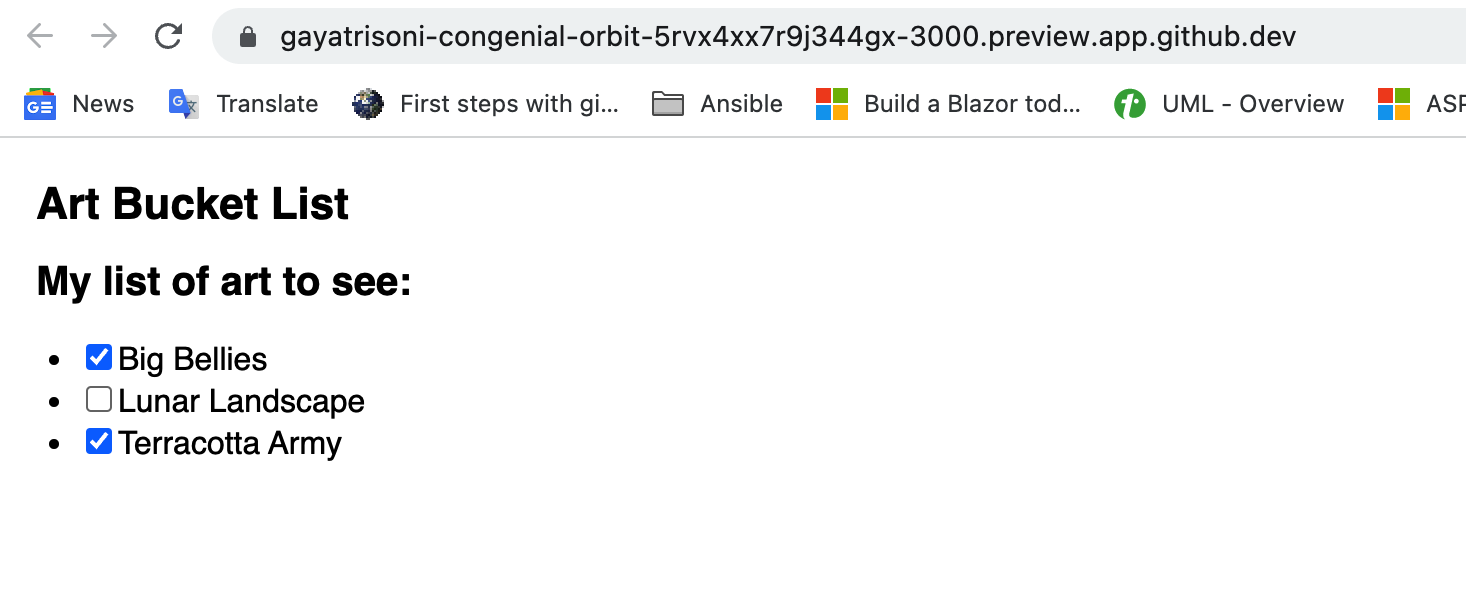 gayatrisoni-congenial-orbit-5rvx4xx7r9j344gx-3000.preview.app.github.dev
News Translate First steps with gi... Ansible Build a Blazor tod... UML - Overview
Art Bucket List
My list of art to see:
Big Bellies
Lunar Landscape
Terracotta Army